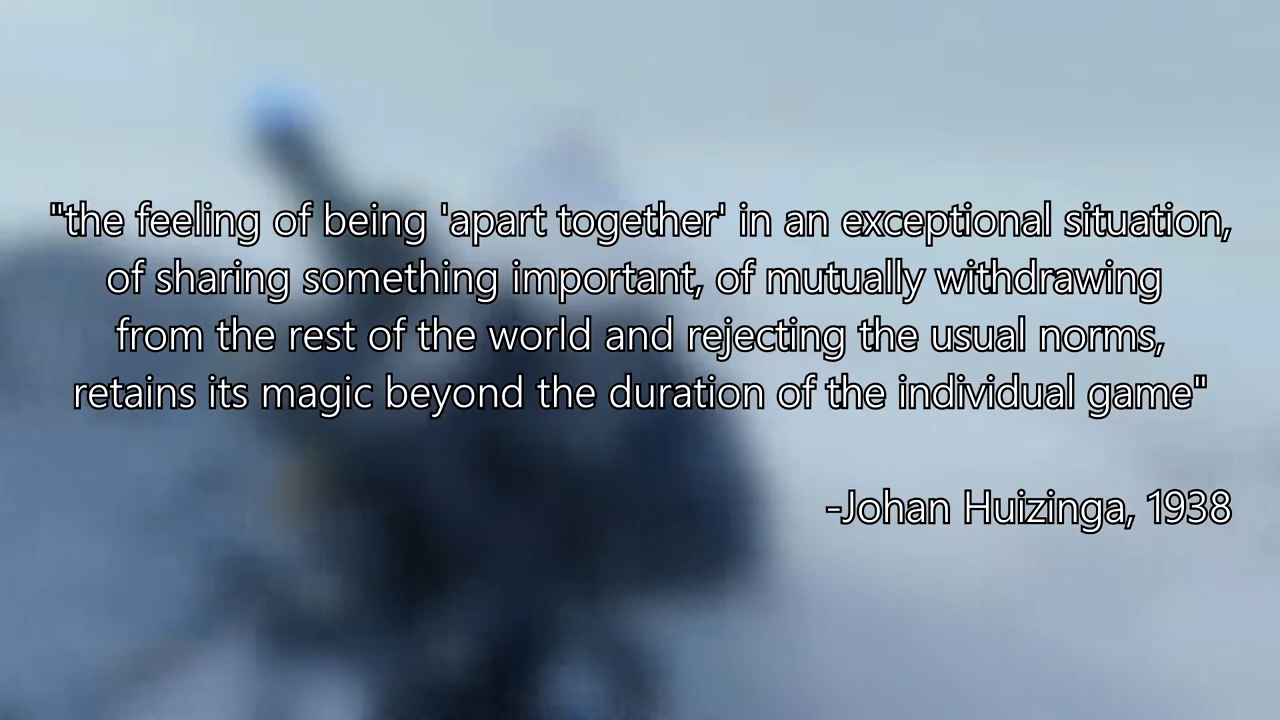 "the feeling of being 'apart together' in an exceptional situation,
of sharing something important, of mutually withdrawing
from the rest of the world and rejecting the usual norms,
retains its magic beyond the duration of the individual game"
-Johan Huizinga, 1938